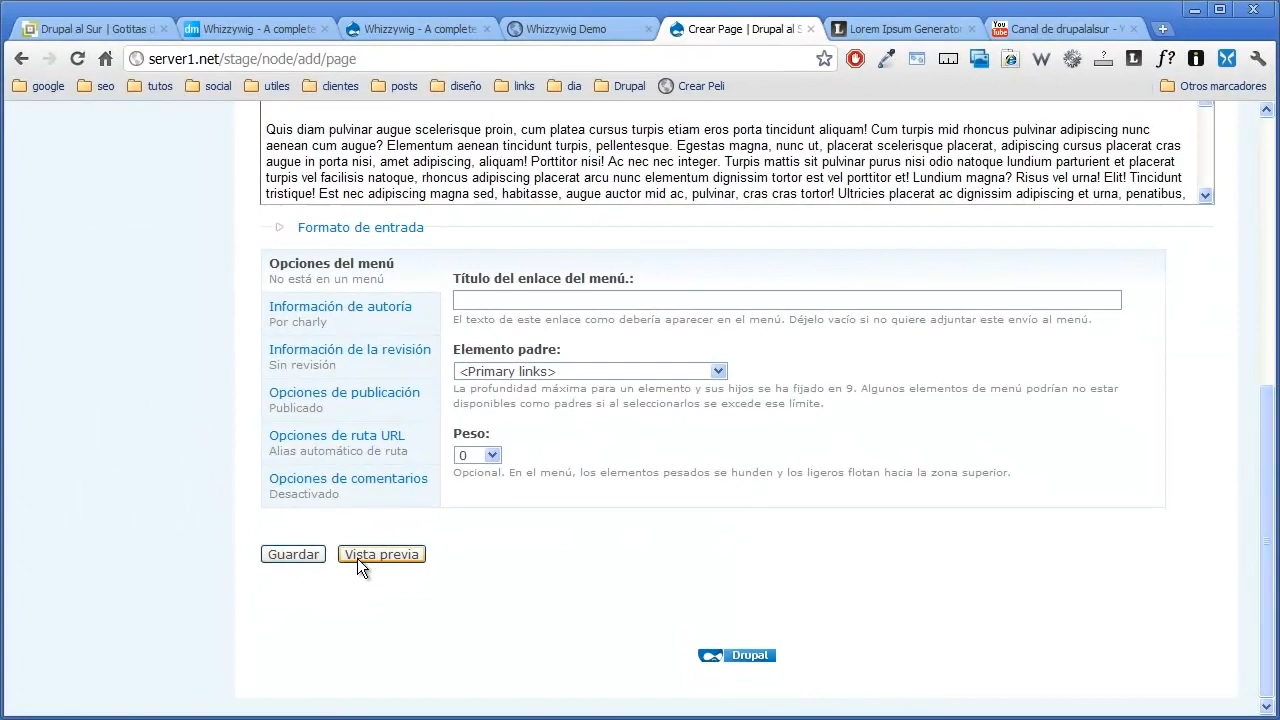 Drupal al Sur | Gotitas d
Whizzywig - A complete
Whizzywig - A complete
Whizzywig Demo
Crear Page | Drupal al S
Lorem Ipsum Generator
Canal de drupalalsur - Y
server1.net/stage/node/add/page
google
seo
tutos
social
utiles
clientes
posts
diseño
links
dia
Drupal
Crear Peli
Otros marcadores
Quis diam pulvinar augue scelerisque proin, cum platea cursus turpis etiam eros porta tincidunt aliquam! Cum turpis mid rhoncus pulvinar adipiscing nunc
aenean cum augue? Elementum aenean tincidunt turpis, pellentesque. Egestas magna, nunc ut, placerat scelerisque placerat, adipiscing cursus placerat cras
augue in porta nisi, amet adipiscing, aliquam! Porttitor nisi! Ac nec nec integer. Turpis mattis sit pulvinar purus nisi odio natoque lundium parturient et placerat
turpis vel facilisis natoque, rhoncus adipiscing placerat arcu nunc elementum dignissim tortor est vel porttitor et! Lundium magna? Risus vel urna! Elit! Tincidunt
tristique! Est nec adipiscing magna sed, habitasse, augue auctor mid ac, pulvinar, cras cras tortor! Ultricies placerat ac dignissim adipiscing et urna, penatibus,
Formato de entrada
Opciones del menú
No está en un menú
Información de autoría
Por charly
Información de la revisión
Sin revisión
Opciones de publicación
Publicado
Opciones de ruta URL
Alias automático de ruta
Opciones de comentarios
Desactivado
Título del enlace del menú.:
El texto de este enlace como debería aparecer en el menú. Déjelo vacío si no quiere adjuntar este envío al menú.
Elemento padre:
<Primary links>
La profundidad máxima para un elemento y sus hijos se ha fijado en 9. Algunos elementos de menú podrían no estar
disponibles como padres si al seleccionarlos se excede ese límite.
Peso:
0
Opcional. En el menú, los elementos pesados se hunden y los ligeros flotan hacia la zona superior.
Guardar
Vista previa
Drupal